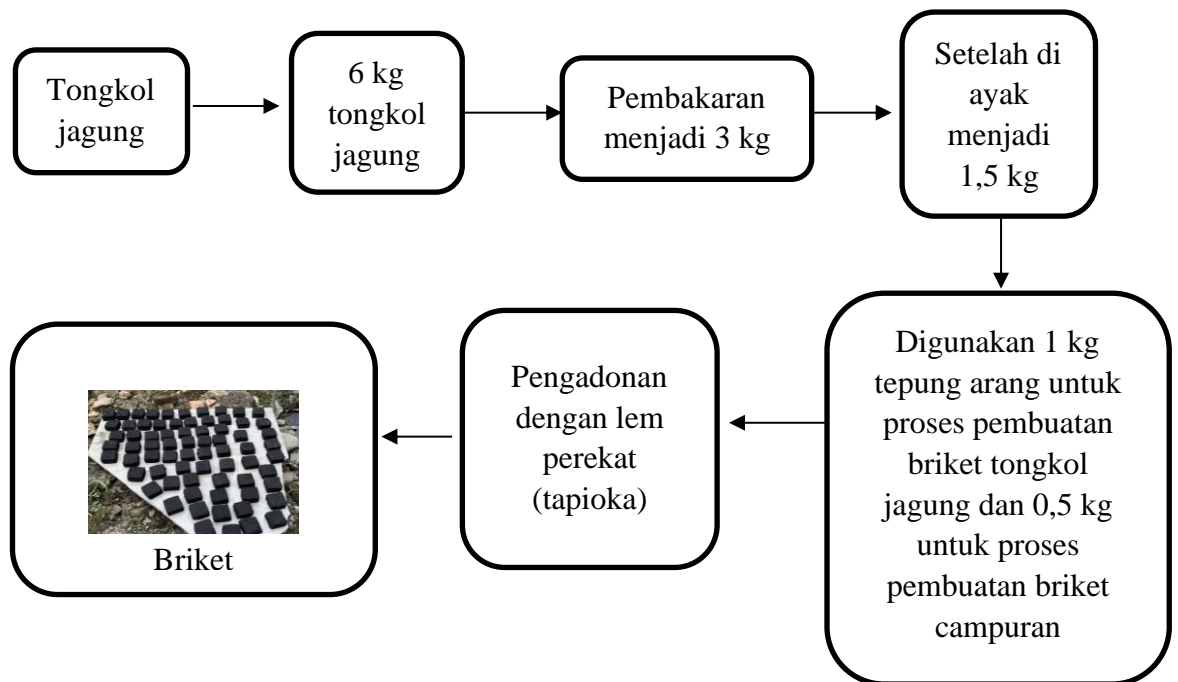 Tongkol
jagung
6 kg
tongkol
jagung
Pembakaran
menjadi 3 kg
Setelah di
ayak
menjadi
1,5 kg
Digunakan 1 kg
tepung arang untuk
proses pembuatan
briket tongkol
jagung dan 0,5 kg
untuk proses
pembuatan briket
campuran
Pengadonan
dengan lem
perekat
(tapioka)
Briket